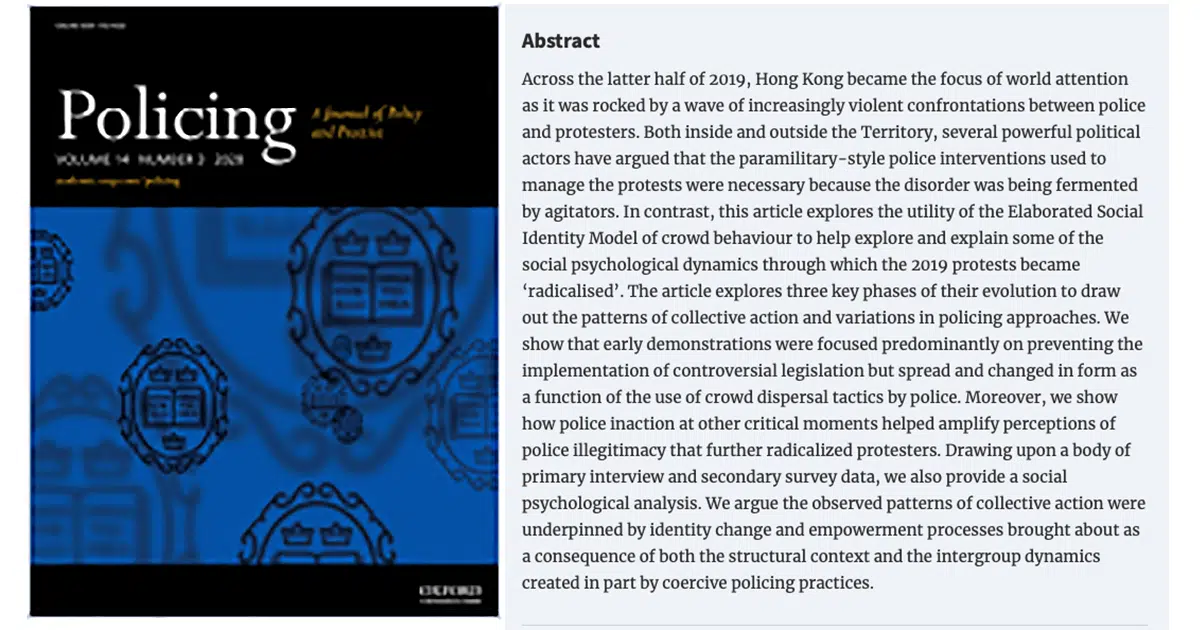 Policing
A Journal of Policy
and Practice
VOLUME 14 NUMBER 3 2020
OXFORD
Abstract
Across the latter half of 2019, Hong Kong became the focus of world attention
as it was rocked by a wave of increasingly violent confrontations between police
and protesters. Both inside and outside the Territory, several powerful political
actors have argued that the paramilitary-style police interventions used to
manage the protests were necessary because the disorder was being fermented
by agitators. In contrast, this article explores the utility of the Elaborated Social
Identity Model of crowd behaviour to help explore and explain some of the
social psychological dynamics through which the 2019 protests became
‘radicalised’. The article explores three key phases of their evolution to draw
out the patterns of collective action and variations in policing approaches. We
show that early demonstrations were focused predominantly on preventing the
implementation of controversial legislation but spread and changed in form as
a function of the use of crowd dispersal tactics by police. Moreover, we show
how police inaction at other critical moments helped amplify perceptions of
police illegitimacy that further radicalized protesters. Drawing upon a body of
primary interview and secondary survey data, we also provide a social
psychological analysis. We argue the observed patterns of collective action were
underpinned by identity change and empowerment processes brought about as
a consequence of both the structural context and the intergroup dynamics
created in part by coercive policing practices.